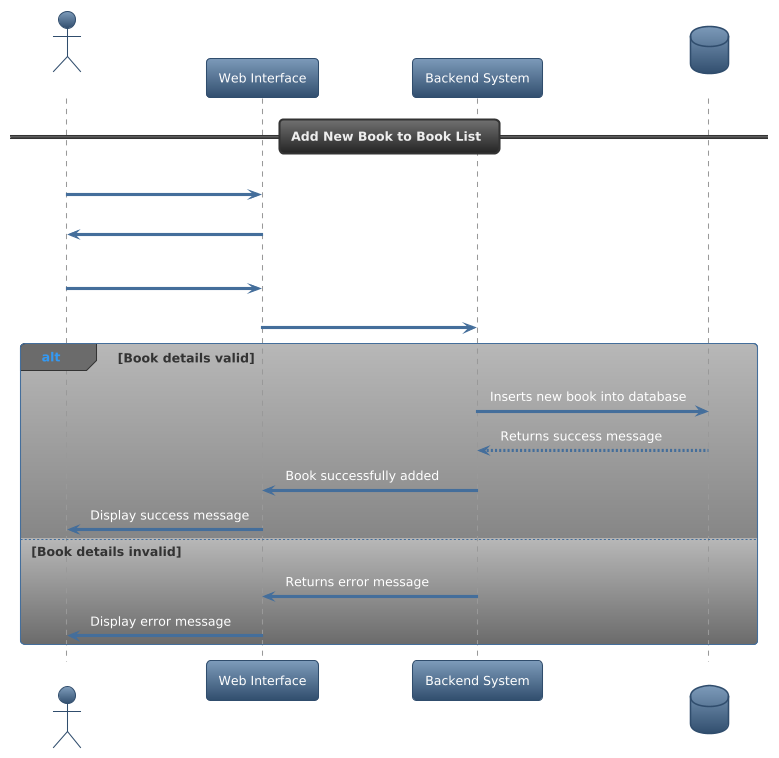 Web Interface
Backend System
Add New Book to Book List
alt
[Book details valid]
Inserts new book into database
Returns success message
Book successfully added
Display success message
[Book details invalid]
Returns error message
Display error message
Web Interface
Backend System